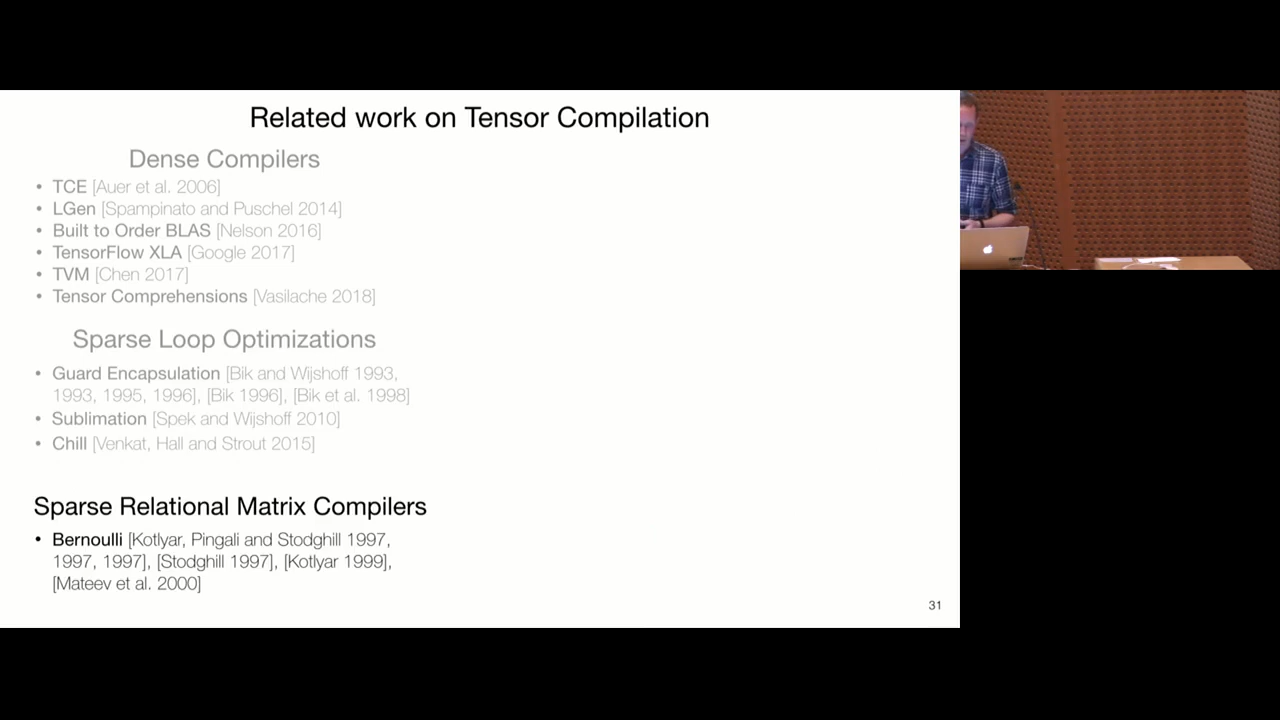 Related work on Tensor Compilation
Dense Compilers
• TCE [Auer et al. 2006]
• LGen [Spampinato and Puschel 2014]
• Built to Order BLAS [Nelson 2016]
• TensorFlow XLA [Google 2017]
• TVM [Chen 2017]
• Tensor Comprehensions [Vasilache 2018]
Sparse Loop Optimizations
• Guard Encapsulation [Bik and Wijshoff 1993,
1993, 1995, 1996], [Bik 1996], [Bik et al. 1998]
• Sublimation [Spek and Wijshoff 2010]
• Chill [Venkat, Hall and Strout 2015]
Sparse Relational Matrix Compilers
• Bernoulli [Kotlyar, Pingali and Stodghill 1997,
1997, 1997], [Stodghill 1997], [Kotlyar 1999],
[Mateev et al. 2000]
31